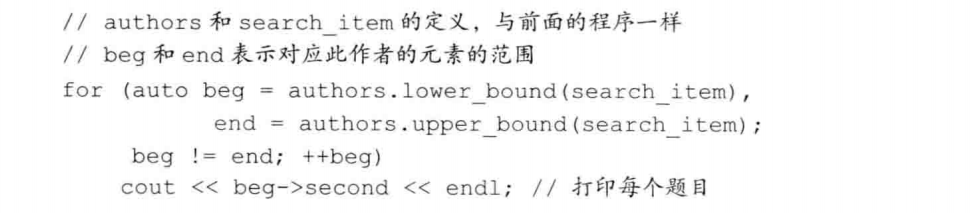 // authors 和 search_item 的定义，与前面的程序一样
// beg 和 end 表示对应此作者的元素的范围
for (auto beg = authors.lower_bound(search_item),
end = authors.upper_bound(search_item);
beg != end; ++beg)
cout << beg->second << endl; // 打印每个题目